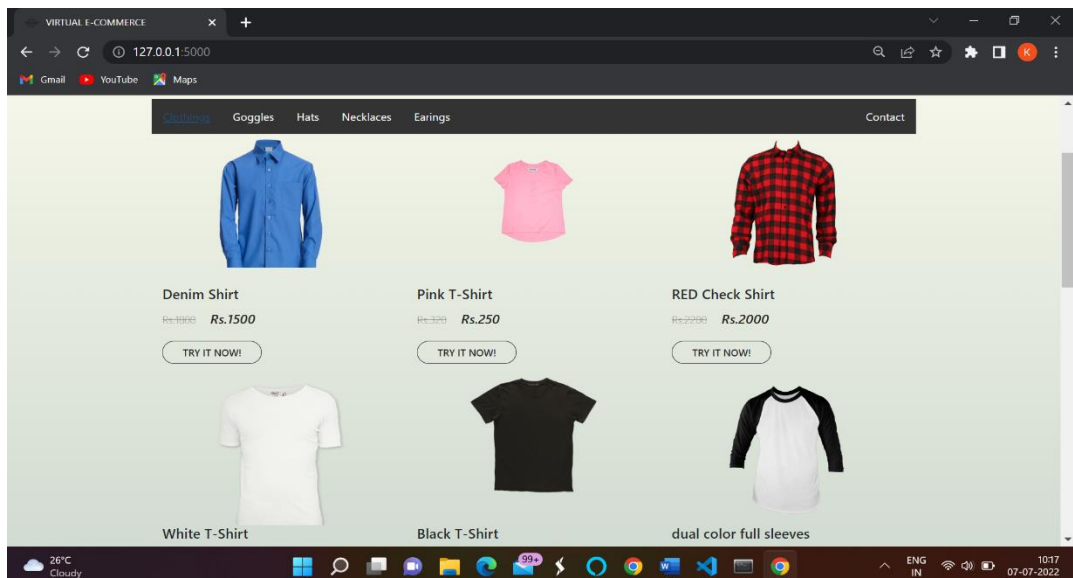 VIRTUAL E-COMMERCE
127.0.0.1:5000
K
Gmail YouTube Maps
Clothings Goggles Hats Necklaces Earings Contact
Denim Shirt Pink T-Shirt RED Check Shirt
Rs.1800 Rs.1500 Rs.320 Rs.250 Rs.2200 Rs.2000
TRY IT NOW! TRY IT NOW! TRY IT NOW!
White T-Shirt Black T-Shirt dual color full sleeves
26°C 99+ ENG 10:17
Cloudy IN 07-07-2022